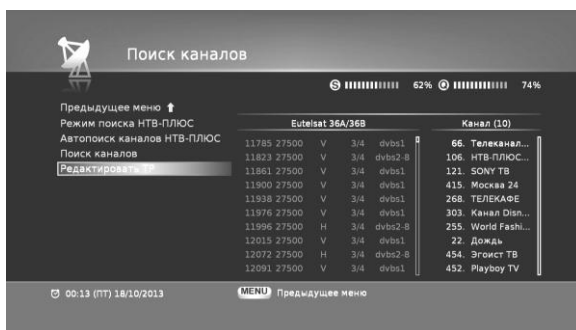 Поиск каналов
S 62% Q 74%
Предыдущее меню
Режим поиска НТВ-ПЛЮС
Автопоиск каналов НТВ-ПЛЮС
Поиск каналов
Редактировать TP
Eutelsat 36A/36B
11785 27500 V 3/4 dvbs1
11823 27500 V 3/4 dvbs2-8
11861 27500 V 3/4 dvbs1
11900 27500 V 3/4 dvbs1
11938 27500 V 3/4 dvbs1
11976 27500 V 3/4 dvbs1
11996 27500 H 3/4 dvbs2-8
12015 27500 V 3/4 dvbs1
12072 27500 H 3/4 dvbs2-8
12091 27500 V 3/4 dvbs1
Канал (10)
66. Телеканал...
106. НТВ-ПЛЮС...
121. SONY ТВ
415. Москва 24
268. ТЕЛЕКАФЕ
303. Канал Disn...
255. World Fashi...
22. Дождь
454. Эгоист ТВ
452. Playboy TV
00:13 (ПТ) 18/10/2013
MENU Предыдущее меню